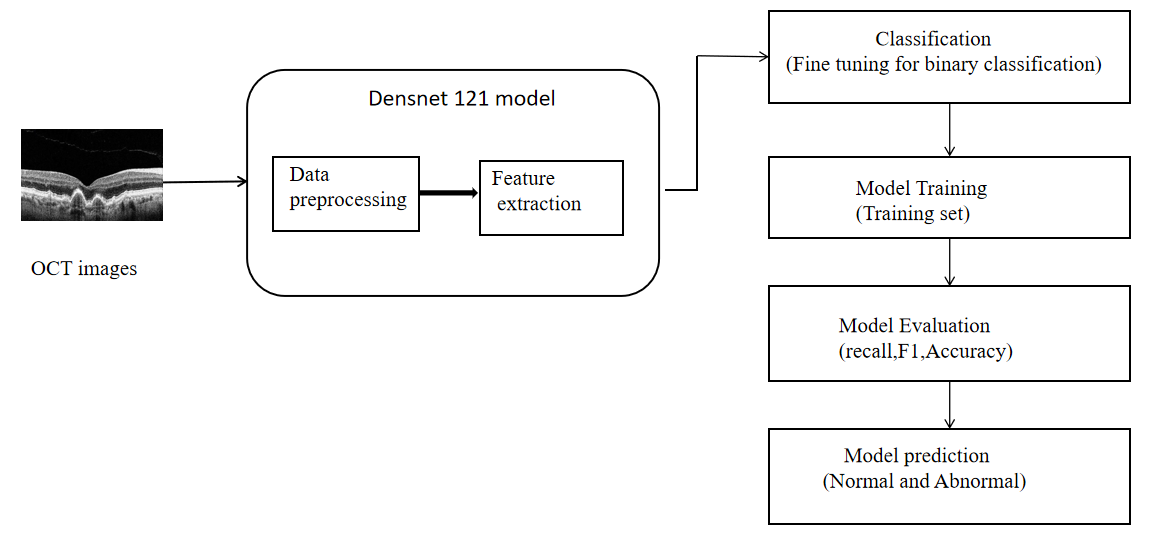 OCT images
Densnet 121 model
Data
preprocessing
Feature
extraction
Classification
(Fine tuning for binary classification)
Model Training
(Training set)
Model Evaluation
(recall,F1,Accuracy)
Model prediction
(Normal and Abnormal)